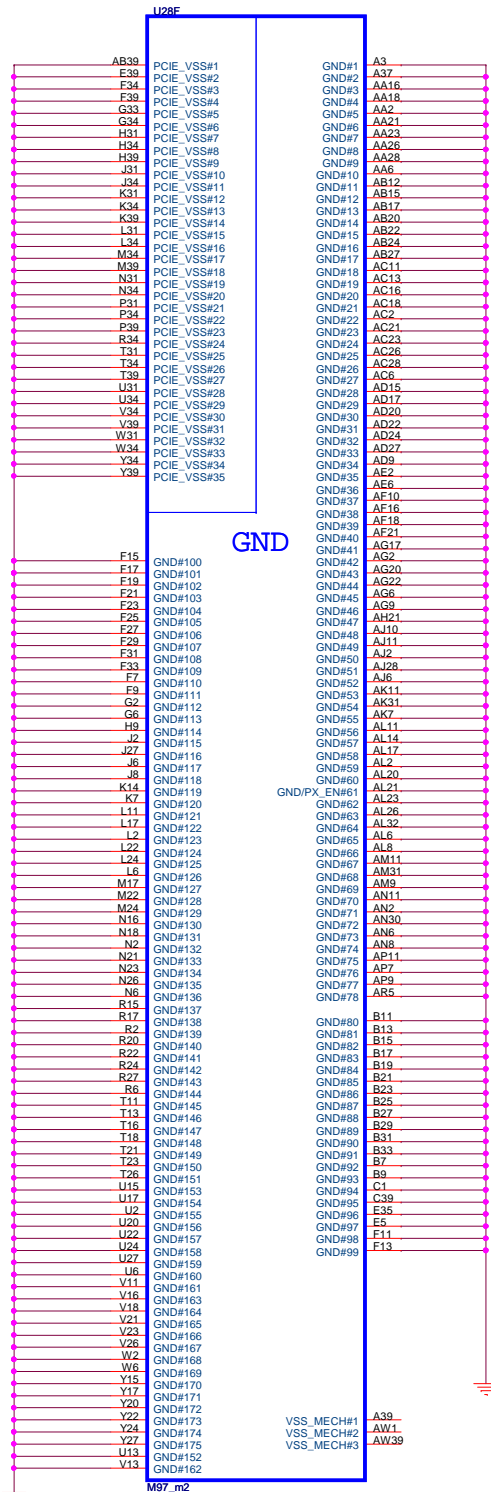 U28F
AB39 PCIE_VSS#1
E39 PCIE_VSS#2
F34 PCIE_VSS#3
F39 PCIE_VSS#4
G33 PCIE_VSS#5
G34 PCIE_VSS#6
H31 PCIE_VSS#7
H34 PCIE_VSS#8
H39 PCIE_VSS#9
J31 PCIE_VSS#10
J34 PCIE_VSS#11
K31 PCIE_VSS#12
K34 PCIE_VSS#13
K39 PCIE_VSS#14
L31 PCIE_VSS#15
L34 PCIE_VSS#16
M34 PCIE_VSS#17
M39 PCIE_VSS#18
N31 PCIE_VSS#19
N34 PCIE_VSS#20
P31 PCIE_VSS#21
P34 PCIE_VSS#22
P39 PCIE_VSS#23
R34 PCIE_VSS#24
T31 PCIE_VSS#25
T34 PCIE_VSS#26
T39 PCIE_VSS#27
U31 PCIE_VSS#28
U34 PCIE_VSS#29
V34 PCIE_VSS#30
V39 PCIE_VSS#31
W31 PCIE_VSS#32
W34 PCIE_VSS#33
Y34 PCIE_VSS#34
Y39 PCIE_VSS#35
GND
F15 GND#100
F17 GND#101
F19 GND#102
F21 GND#103
F23 GND#104
F25 GND#105
F27 GND#106
F29 GND#107
F31 GND#108
F33 GND#109
F7 GND#110
F9 GND#111
G2 GND#112
G6 GND#113
H9 GND#114
J2 GND#115
J27 GND#116
J6 GND#117
J8 GND#118
K14 GND#119
K7 GND#120
L11 GND#121
L17 GND#122
L2 GND#123
L22 GND#124
L24 GND#125
L6 GND#126
M17 GND#127
M22 GND#128
M24 GND#129
N16 GND#130
N18 GND#131
N2 GND#132
N21 GND#133
N23 GND#134
N26 GND#135
N6 GND#136
R15 GND#137
R17 GND#138
R2 GND#139
R20 GND#140
R22 GND#141
R24 GND#142
R27 GND#143
R6 GND#144
T11 GND#145
T13 GND#146
T16 GND#147
T18 GND#148
T21 GND#149
T23 GND#150
T26 GND#151
U15 GND#153
U17 GND#154
U2 GND#155
U20 GND#156
U22 GND#157
U24 GND#158
U27 GND#159
U6 GND#160
V11 GND#161
V16 GND#163
V18 GND#164
V21 GND#165
V23 GND#166
V26 GND#167
W2 GND#168
W6 GND#169
Y15 GND#170
Y17 GND#171
Y20 GND#172
Y22 GND#173
Y24 GND#174
Y27 GND#175
U13 GND#152
V13 GND#162
GND#1 A3
GND#2 A37
GND#3 AA16
GND#4 AA18
GND#5 AA2
GND#6 AA21
GND#7 AA23
GND#8 AA26
GND#9 AA28
GND#10 AA6
GND#11 AB12
GND#12 AB15
GND#13 AB17
GND#14 AB20
GND#15 AB22
GND#16 AB24
GND#17 AB27
GND#18 AC11
GND#19 AC13
GND#20 AC16
GND#21 AC18
GND#22 AC2
GND#23 AC21
GND#24 AC23
GND#25 AC26
GND#26 AC28
GND#27 AC6
GND#28 AD15
GND#29 AD17
GND#30 AD20
GND#31 AD22
GND#32 AD24
GND#33 AD27
GND#34 AD9
GND#35 AE2
GND#36 AE6
GND#37 AF10
GND#38 AF16
GND#39 AF18
GND#40 AF21
GND#41 AG17
GND#42 AG2
GND#43 AG20
GND#44 AG22
GND#45 AG6
GND#46 AG9
GND#47 AH21
GND#48 AJ10
GND#49 AJ11
GND#50 AJ2
GND#51 AJ28
GND#52 AJ6
GND#53 AK11
GND#54 AK31
GND#55 AK7
GND#56 AL11
GND#57 AL14
GND#58 AL17
GND#59 AL2
GND#60 AL20
GND/PX_EN#61 AL21
GND#62 AL23
GND#63 AL26
GND#64 AL32
GND#65 AL6
GND#66 AL8
GND#67 AM11
GND#68 AM31
GND#69 AM9
GND#70 AN11
GND#71 AN2
GND#72 AN30
GND#73 AN6
GND#74 AN8
GND#75 AP11
GND#76 AP7
GND#77 AP9
GND#78 AR5
GND#80 B11
GND#81 B13
GND#82 B15
GND#83 B17
GND#84 B19
GND#85 B21
GND#86 B23
GND#87 B25
GND#88 B27
GND#89 B29
GND#90 B31
GND#91 B33
GND#92 B7
GND#93 B9
GND#94 C1
GND#95 C39
GND#96 E35
GND#97 E5
GND#98 F11
GND#99 F13
VSS_MECH#1 A39
VSS_MECH#2 AW1
VSS_MECH#3 AW39
M97_m2